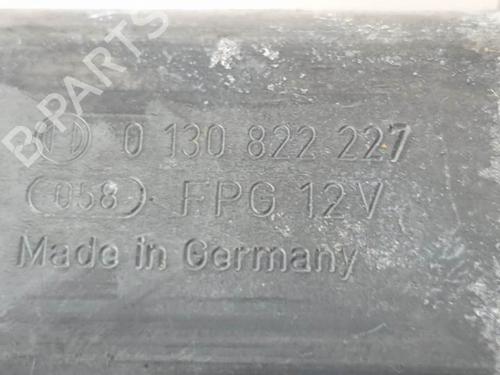 B-PARTS
0 130 822 227
(058) FPG 12V
Made in Germany